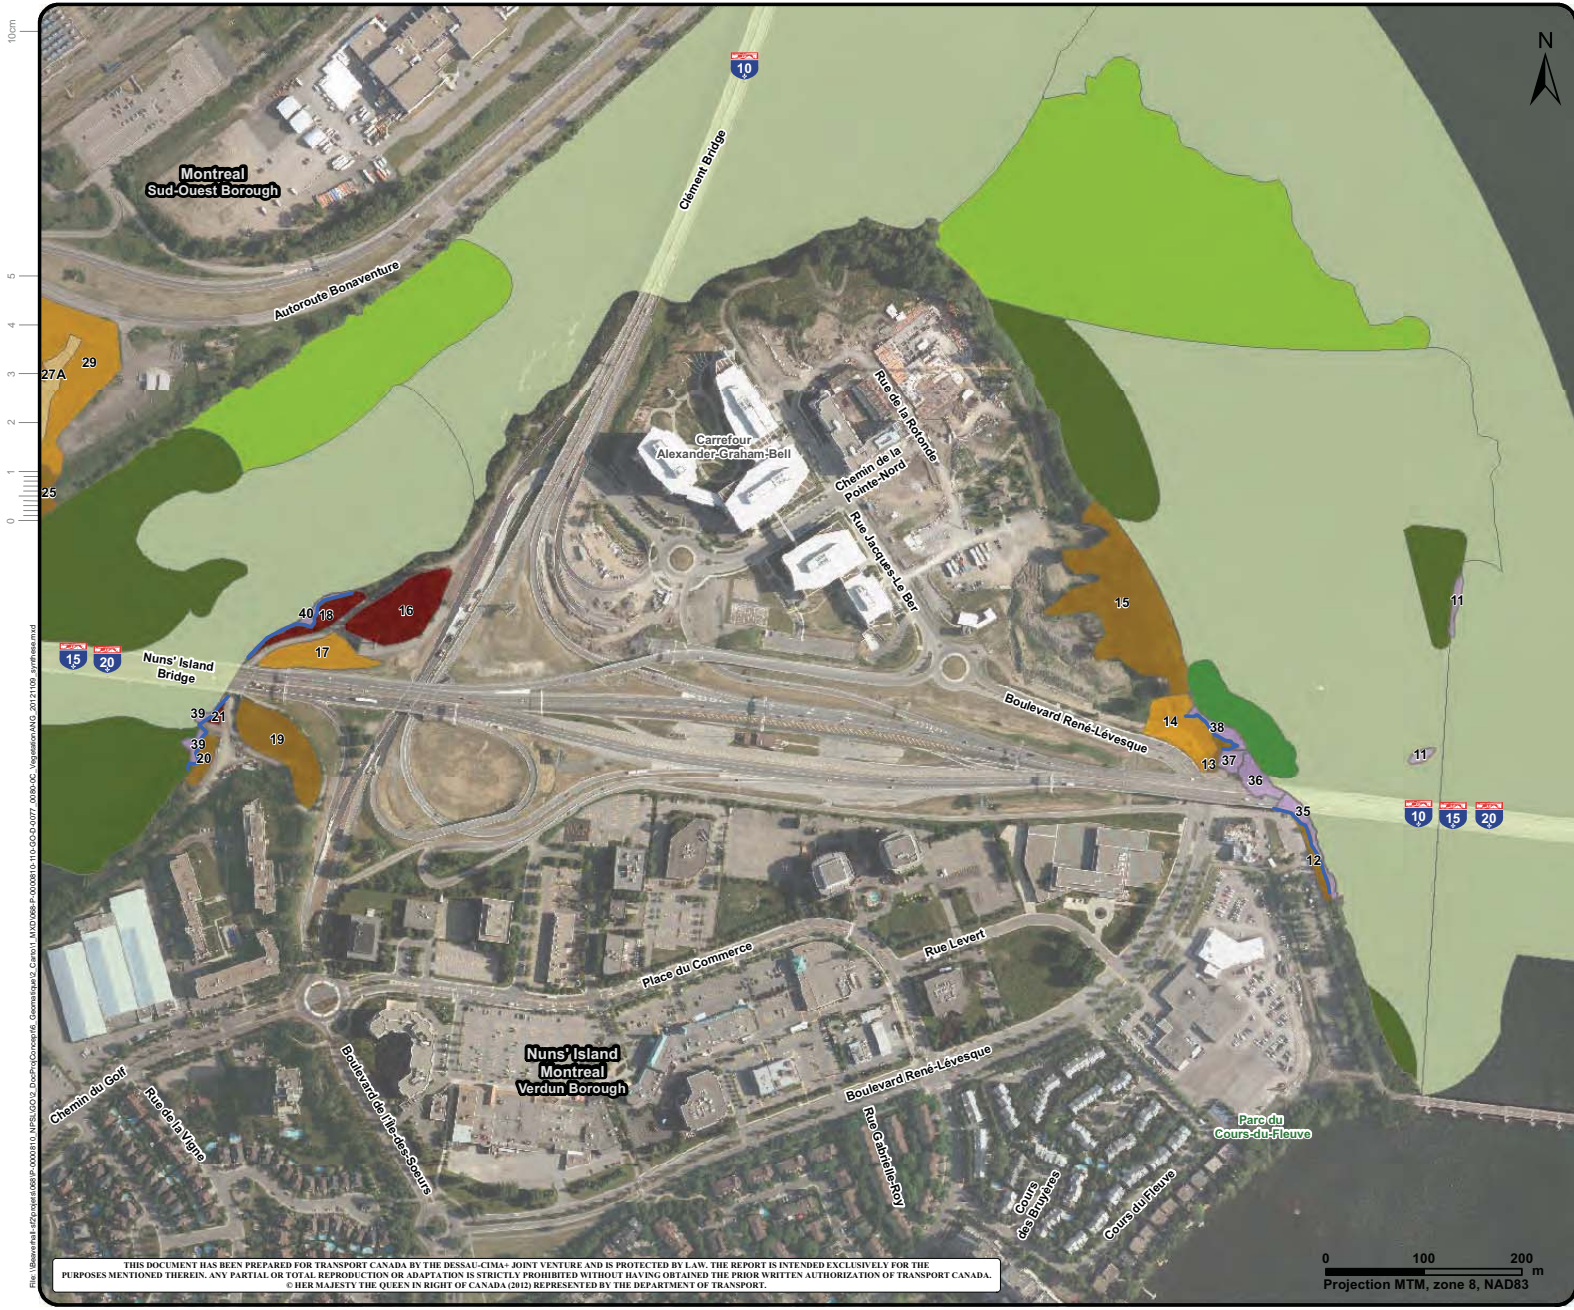 10cm
5
4
3
2
1
0
N
10
Montreal
Sud-Ouest Borough
Clément Bridge
Autoroute Bonaventure
29
27A
25
Rue de la Rotonde
Carrefour
Alexander-Graham-Bell
Chemin de la
Pointe-Nord
Rue Jacques-Le Ber
40
18
16
17
15
11
15
20
Nuns' Island
Bridge
39
21
39
20
19
Boulevard René-Lévesque
14
38
13
37
36
11
35
12
10
15
20
Place du Commerce
Rue Levert
Nuns' Island
Montreal
Verdun Borough
Boulevard René-Lévesque
Chemin du Golf
Rue de la Vigne
Boulevard de l'Île-des-Soeurs
Rue Gabrielle-Roy
Cours
des Bruyères
Cours du Fleuve
Parc du
Cours-du-Fleuve
THIS DOCUMENT HAS BEEN PREPARED FOR TRANSPORT CANADA BY THE DESSAU-CIMA+ JOINT VENTURE AND IS PROTECTED BY LAW. THE REPORT IS INTENDED EXCLUSIVELY FOR THE
PURPOSES MENTIONED THEREIN. ANY PARTIAL OR TOTAL REPRODUCTION OR ADAPTATION IS STRICTLY PROHIBITED WITHOUT HAVING OBTAINED THE PRIOR WRITTEN AUTHORIZATION OF TRANSPORT CANADA.
© HER MAJESTY THE QUEEN IN RIGHT OF CANADA (2012) REPRESENTED BY THE DEPARTMENT OF TRANSPORT.
0 100 200
m
Projection MTM, zone 8, NAD83